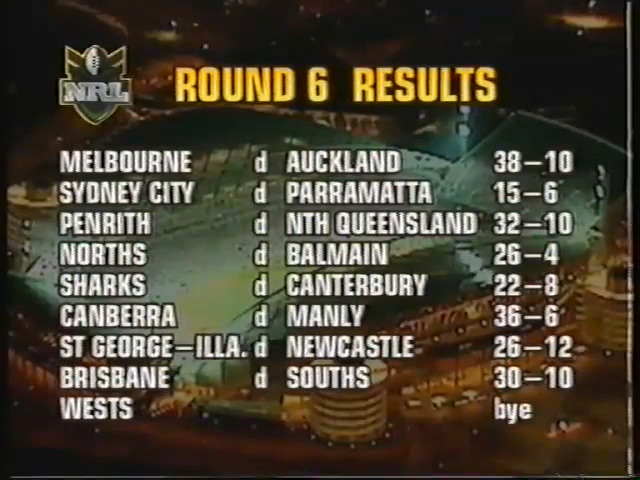 NRL
ROUND 6 RESULTS
MELBOURNE d AUCKLAND 38-10
SYDNEY CITY d PARRAMATTA 15-6
PENRITH d NTH QUEENSLAND 32-10
NORTHS d BALMAIN 26-4
SHARKS d CANTERBURY 22-8
CANBERRA d MANLY 36-6
ST GEORGE-ILLA. d NEWCASTLE 26-12
BRISBANE d SOUTHS 30-10
WESTS bye